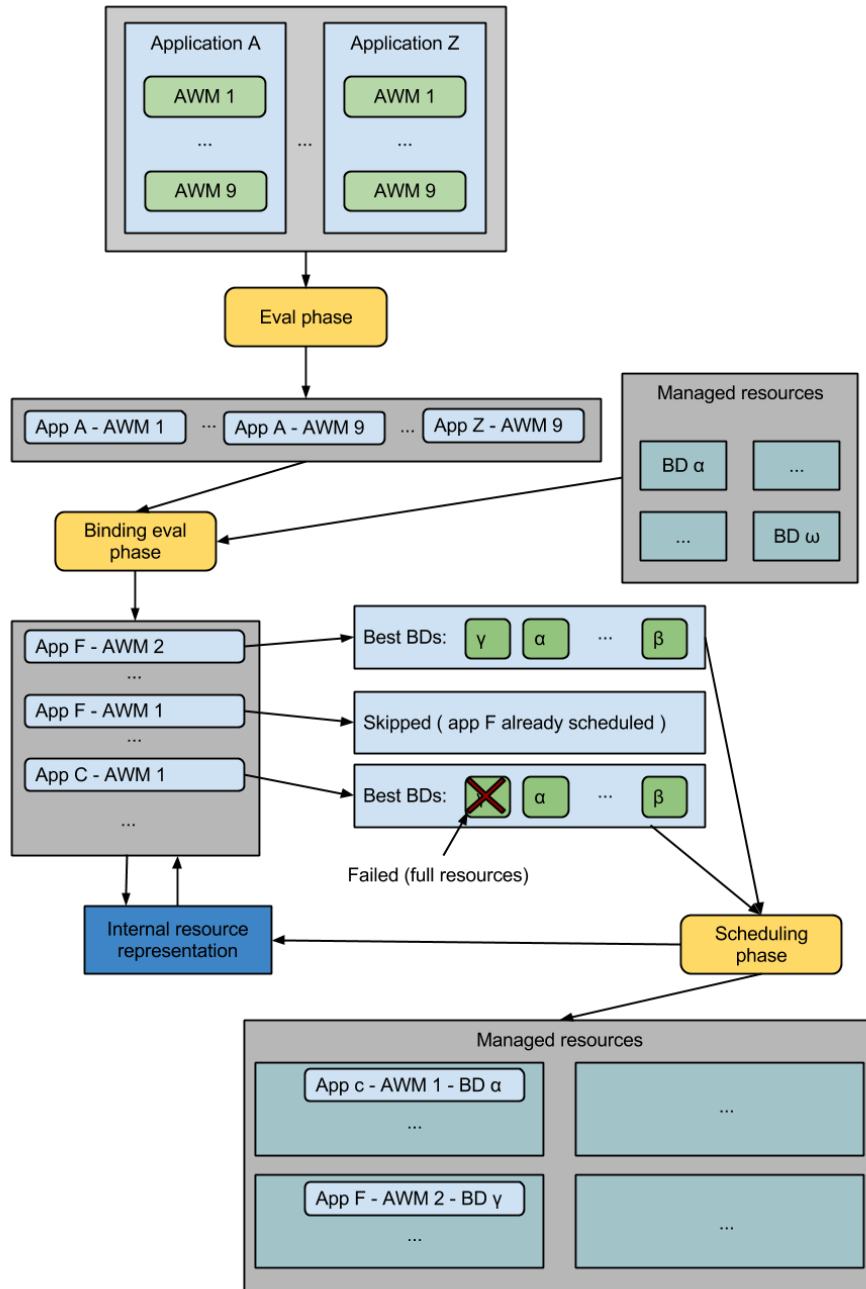 Application A
AWM 1
...
AWM 9
...
Application Z
AWM 1
...
AWM 9
Eval phase
App A - AWM 1 ... App A - AWM 9 ... App Z - AWM 9
Managed resources
BD α ...
... BD ω
Binding eval
phase
App F - AWM 2
...
App F - AWM 1
...
App C - AWM 1
...
Best BDs: γ α ... β
Skipped ( app F already scheduled )
Best BDs: α ... β
Failed (full resources)
Internal resource
representation
Scheduling
phase
Managed resources
App c - AWM 1 - BD α
...
...
App F - AWM 2 - BD γ
...
...